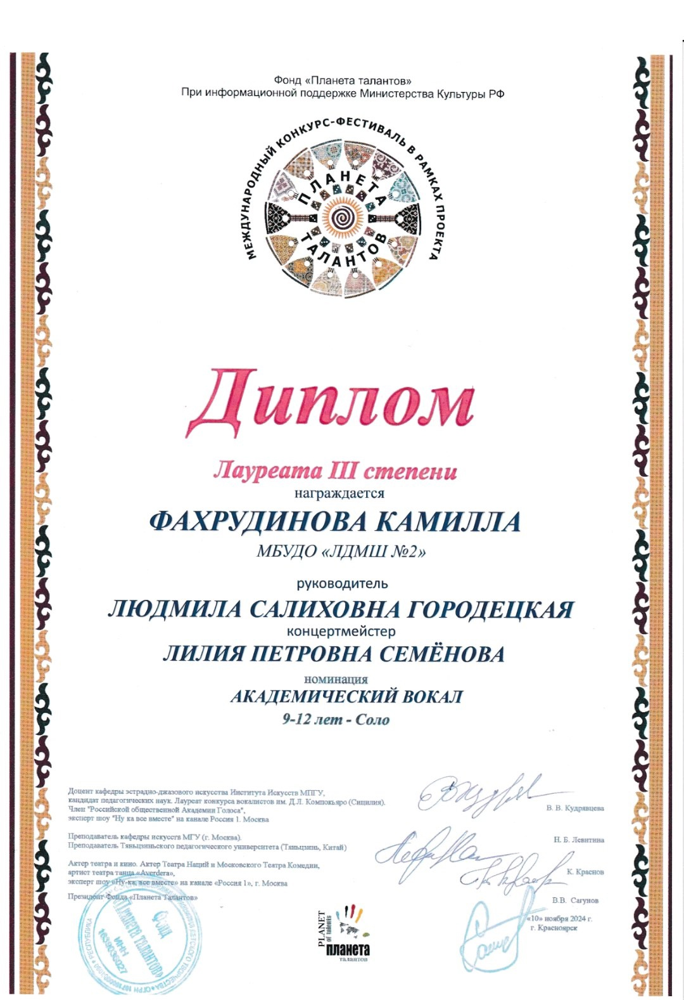 Фонд «Планета талантов»
При информационной поддержке Министерства Культуры РФ
МЕЖДУНАРОДНЫЙ КОНКУРС-ФЕСТИВАЛЬ В РАМКАХ ПРОЕКТА
ПЛАНЕТА
ТАЛАНТОВ
Диплом
Лауреата III степени
награждается
ФАХРУДИНОВА КАМИЛЛА
МБУДО «ЛДМШ №2»
руководитель
ЛЮДМИЛА САЛИХОВНА ГОРОДЕЦКАЯ
концертмейстер
ЛИЛИЯ ПЕТРОВНА СЕМЁНОВА
номинация
АКАДЕМИЧЕСКИЙ ВОКАЛ
9-12 лет - Соло
Доцент кафедры эстрадно-джазового искусства Института Искусств МПГУ,
кандидат педагогических наук. Лауреат конкурса вокалистов им. Д.Л. Компокьяро (Сицилия).
Член "Российской общественной Академии Голоса",
эксперт шоу "Ну ка все вместе" на канале Россия 1. Москва
В. В. Кудрявцева
Преподаватель кафедры искусств МГУ (г. Москва).
Преподаватель Тяньцзиньского педагогического университета (Тяньцзинь, Китай)
Н. Б. Левитина
Актер театра и кино. Актер Театра Наций и Московского Театра Комедии,
артист театра танца «Averdera»,
эксперт шоу «Ну-ка, все вместе» на канале «Россия 1», г. Москва
К. Краснов
Президент Фонда «Планета Талантов»
В.В. Сагунов
«10» ноября 2024 г.
г. Красноярск
Фонд
«Планета талантов»
ИНН
1639036027
PLANET
of talents
планета
талантов